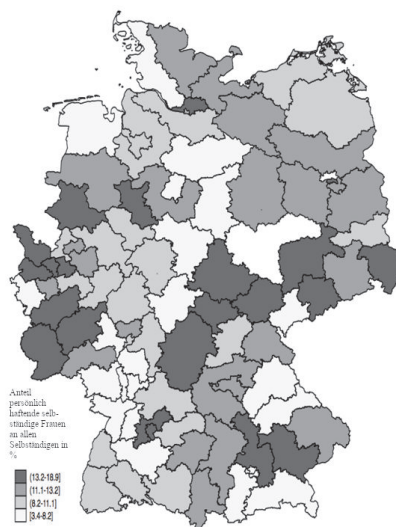 Anteil
persönlich
haftende selb-
ständige Frauen
an allen
Selbständigen in
%
(13.2-18.9]
(11.1-13.2]
(8.2-11.1]
[3.4-8.2]